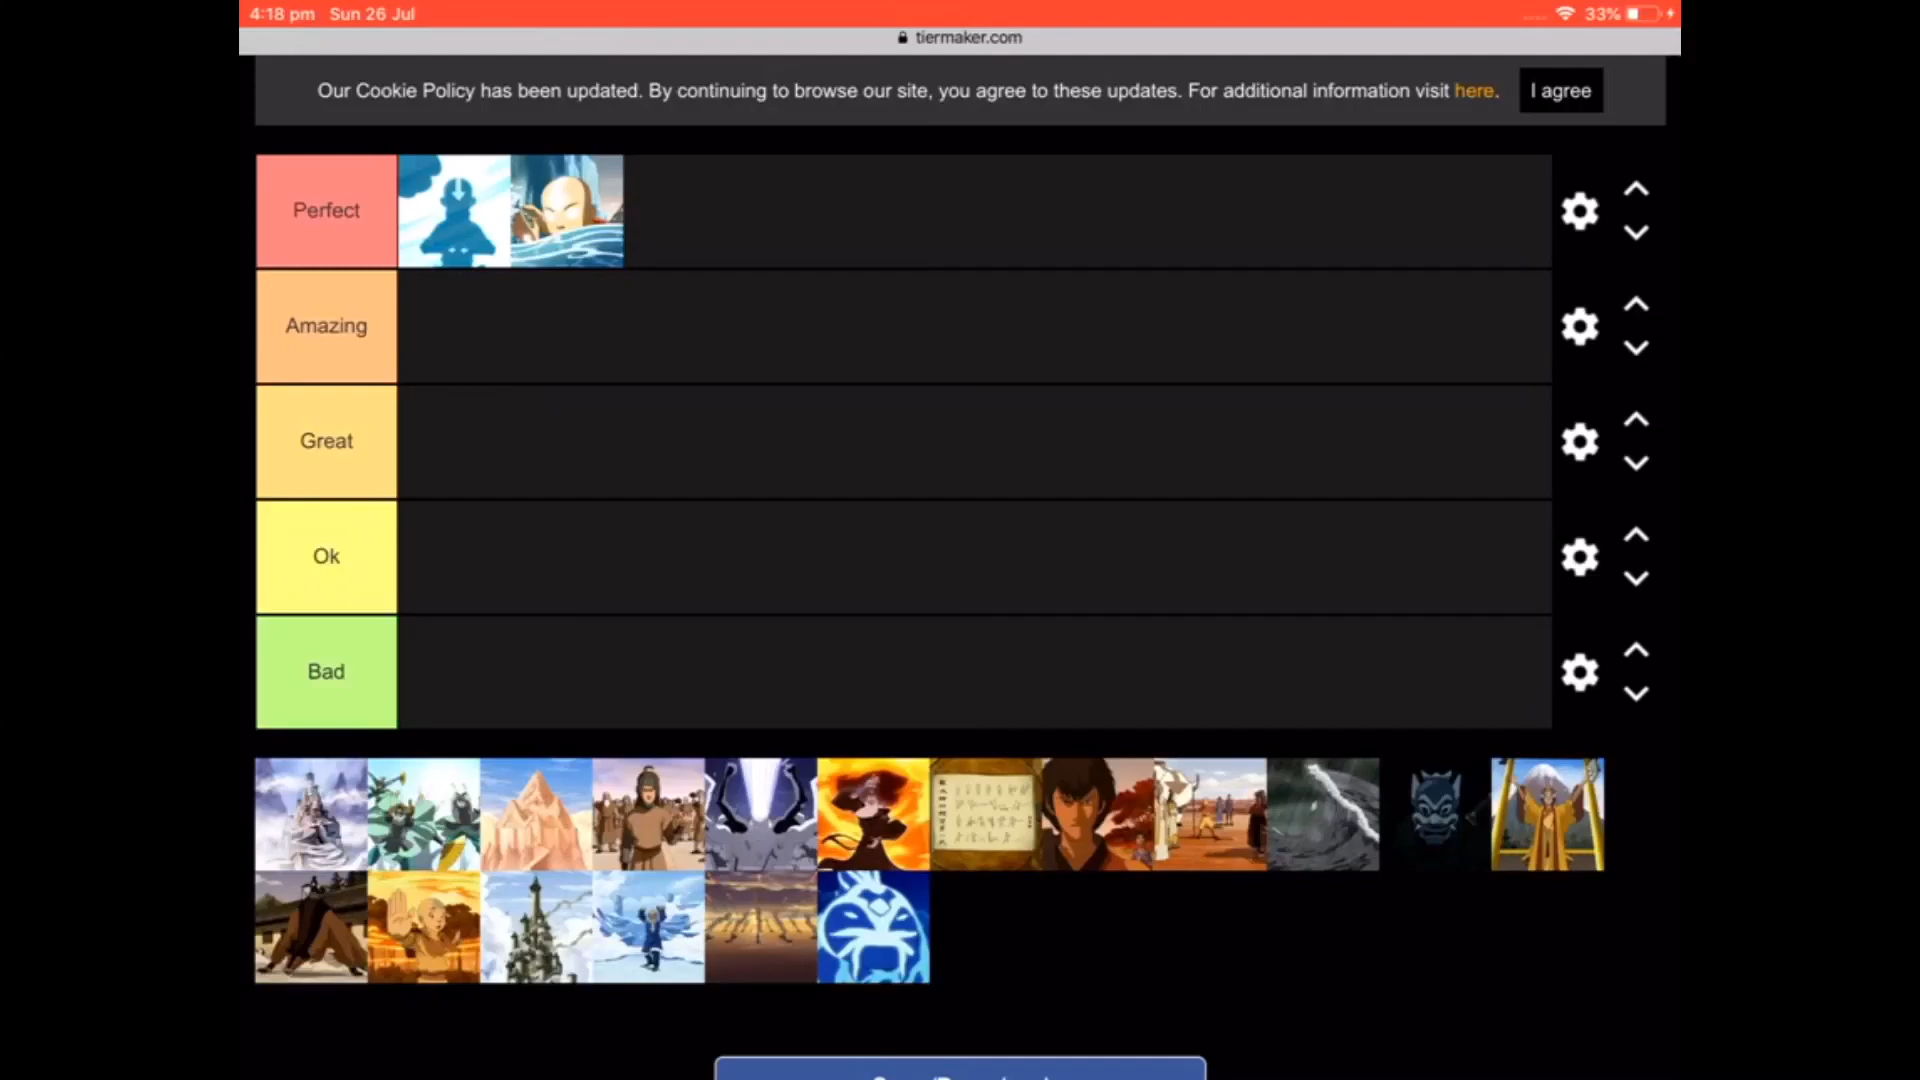 4:18 pm Sun 26 Jul
33%
tiermaker.com
Our Cookie Policy has been updated. By continuing to browse our site, you agree to these updates. For additional information visit here. I agree
Perfect
Amazing
Great
Ok
Bad